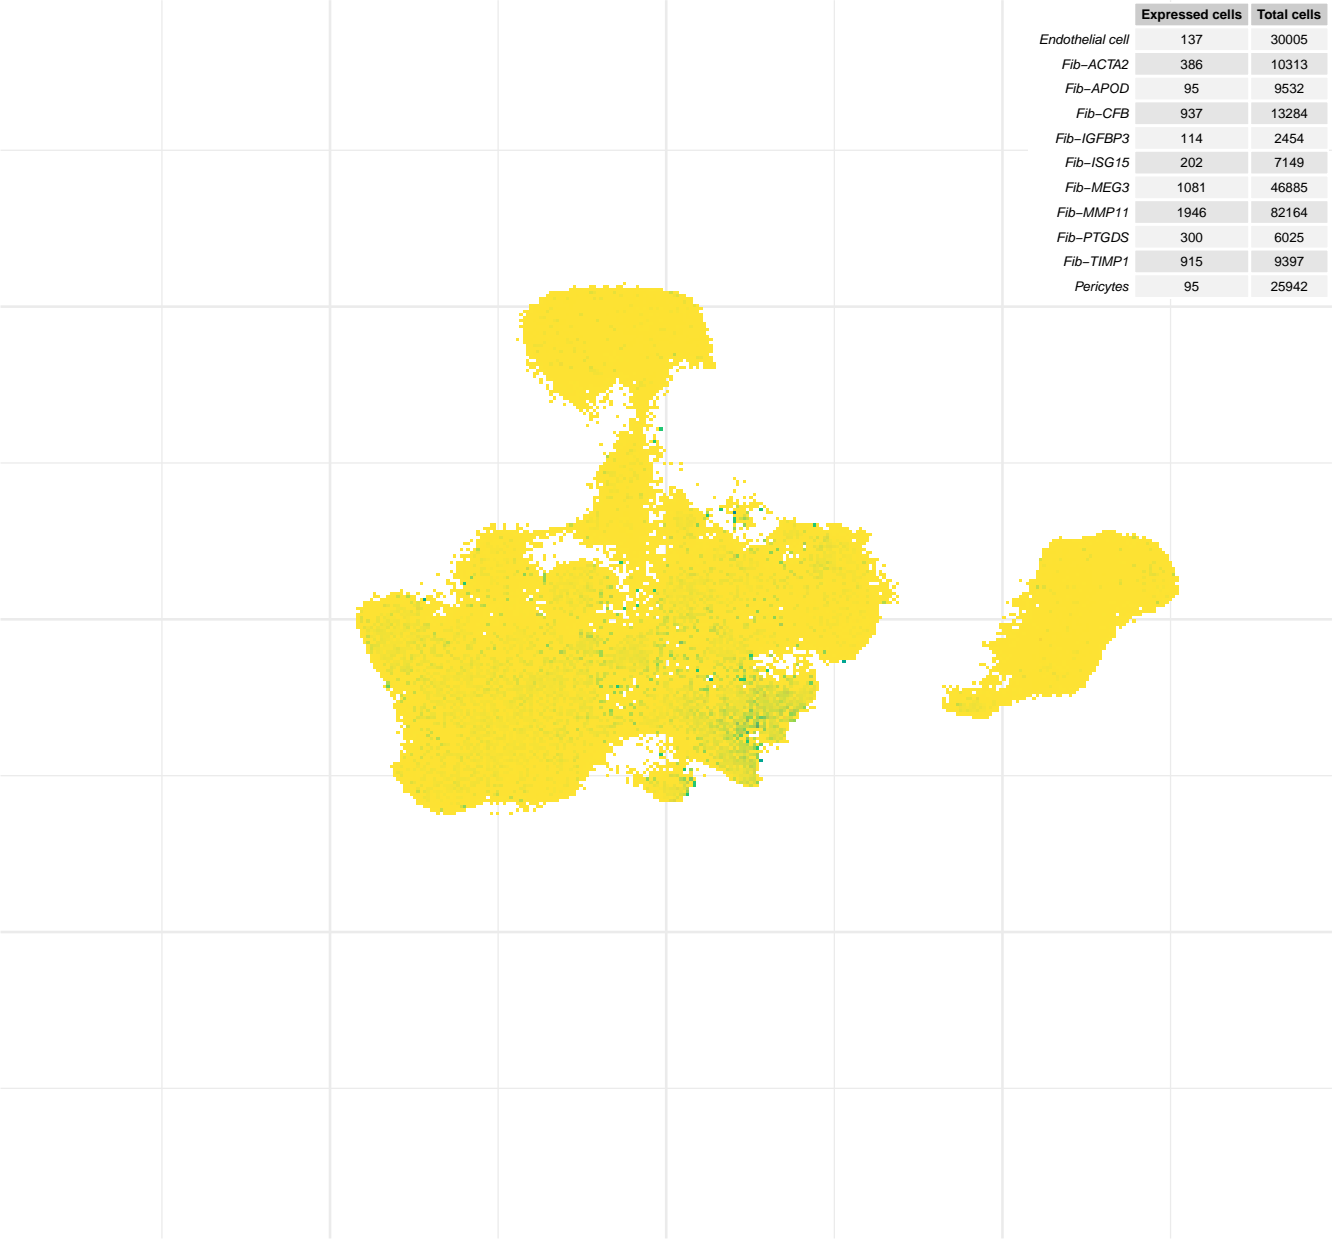 Expressed cells Total cells
Endothelial cell 137 30005
Fib−ACTA2 386 10313
Fib−APOD 95 9532
Fib−CFB 937 13284
Fib−IGFBP3 114 2454
Fib−ISG15 202 7149
Fib−MEG3 1081 46885
Fib−MMP11 1946 82164
Fib−PTGDS 300 6025
Fib−TIMP1 915 9397
Pericytes 95 25942